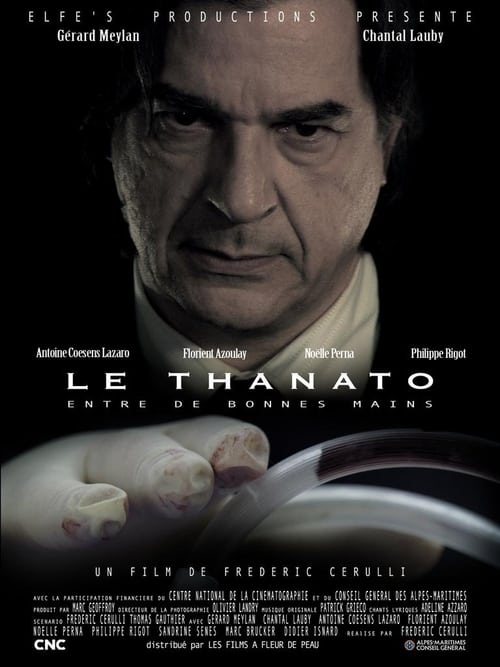 ELFE'S PRODUCTIONS PRESENTE
Gérard Meylan Chantal Lauby
Antoine Coesens Lazaro Florient Azoulay Noëlle Perna Philippe Rigot
LE THANATO
ENTRE DE BONNES MAINS
UN FILM DE FREDERIC CERULLI
AVEC LA PARTICIPATION FINANCIERE DU CENTRE NATIONAL DE LA CINEMATOGRAPHIE ET DU CONSEIL GENERAL DES ALPES-MARITIMES
PRODUIT PAR MARC GEOFFROY DIRECTEUR DE LA PHOTOGRAPHIE OLIVIER LANDRY MUSIQUE ORIGINALE PATRICK GRIECO CHANTS LYRIQUES ADELINE AZZARO
SCENARIO FREDERIC CERULLI THOMAS GAUTHIER AVEC GERARD MEYLAN CHANTAL LAUBY ANTOINE COESENS LAZARO FLORIENT AZOULAY
NOELLE PERNA PHILIPPE RIGOT SANDRINE SENES MARC BRUCKER DIDIER ISNARD REALISE PAR FREDERIC CERULLI
CNC distribué par LES FILMS A FLEUR DE PEAU ALPES-MARITIMES
CONSEIL GENERAL